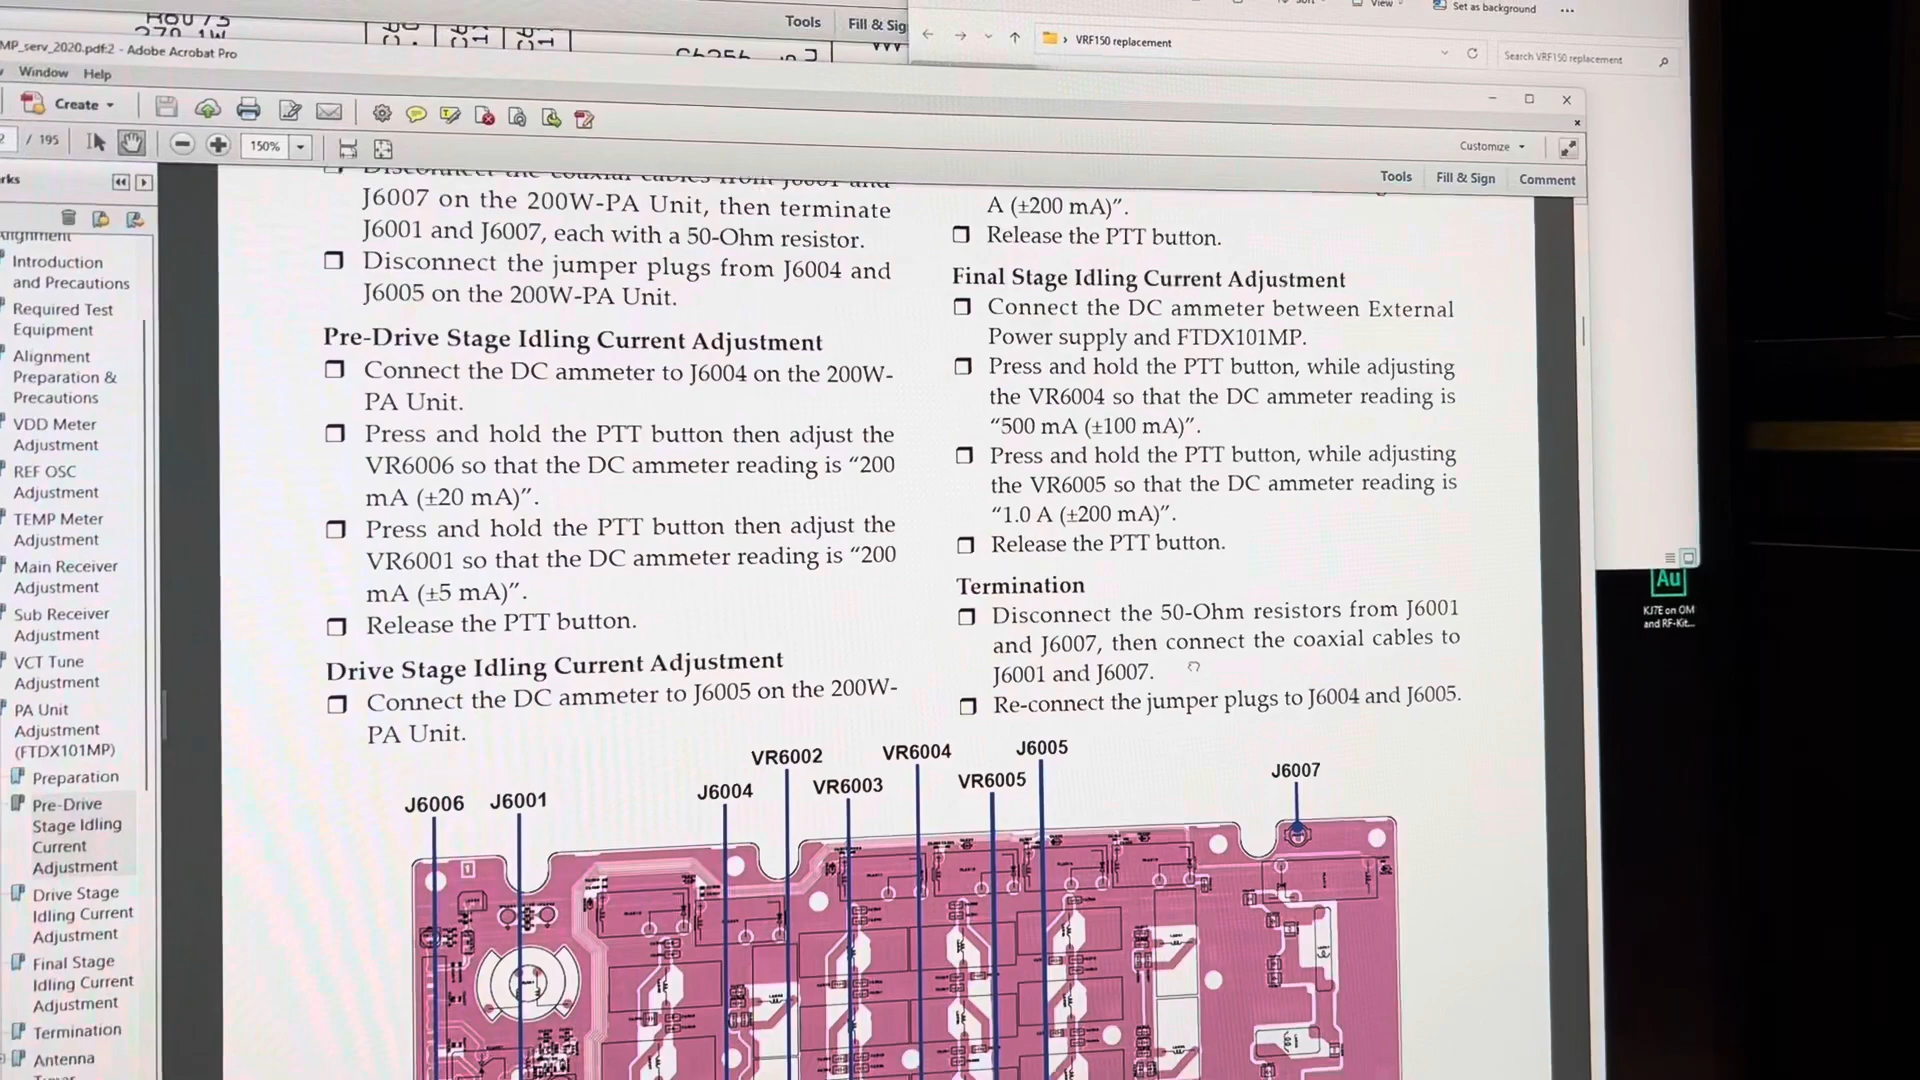 Tools
Fill & Sig
View
Set as background
VRF150 replacement
Search VRF150 replacement
MP_serv_2020.pdf:2 - Adobe Acrobat Pro
Window Help
Create
/ 195
150%
Customize
Tools
Fill & Sign
Comment
rks
Alignment
Introduction
and Precautions
Required Test
Equipment
Alignment
Preparation &
Precautions
VDD Meter
Adjustment
REF OSC
Adjustment
TEMP Meter
Adjustment
Main Receiver
Adjustment
Sub Receiver
Adjustment
VCT Tune
Adjustment
PA Unit
Adjustment
(FTDX101MP)
Preparation
Pre-Drive
Stage Idling
Current
Adjustment
Drive Stage
Idling Current
Adjustment
Final Stage
Idling Current
Adjustment
Termination
Antenna
Disconnect the coaxial cables from J6001 and
J6007 on the 200W-PA Unit, then terminate
J6001 and J6007, each with a 50-Ohm resistor.
Disconnect the jumper plugs from J6004 and
J6005 on the 200W-PA Unit.
Pre-Drive Stage Idling Current Adjustment
Connect the DC ammeter to J6004 on the 200W-
PA Unit.
Press and hold the PTT button then adjust the
VR6006 so that the DC ammeter reading is “200
mA (±20 mA)”.
Press and hold the PTT button then adjust the
VR6001 so that the DC ammeter reading is “200
mA (±5 mA)”.
Release the PTT button.
Drive Stage Idling Current Adjustment
Connect the DC ammeter to J6005 on the 200W-
PA Unit.
A (±200 mA)”.
Release the PTT button.
Final Stage Idling Current Adjustment
Connect the DC ammeter between External
Power supply and FTDX101MP.
Press and hold the PTT button, while adjusting
the VR6004 so that the DC ammeter reading is
“500 mA (±100 mA)”.
Press and hold the PTT button, while adjusting
the VR6005 so that the DC ammeter reading is
“1.0 A (±200 mA)”.
Release the PTT button.
Termination
Disconnect the 50-Ohm resistors from J6001
and J6007, then connect the coaxial cables to
J6001 and J6007.
Re-connect the jumper plugs to J6004 and J6005.
J6006
J6001
J6004
VR6002
VR6003
VR6004
VR6005
J6005
J6007
Au
KJ7E on OM
and RF-Kit...